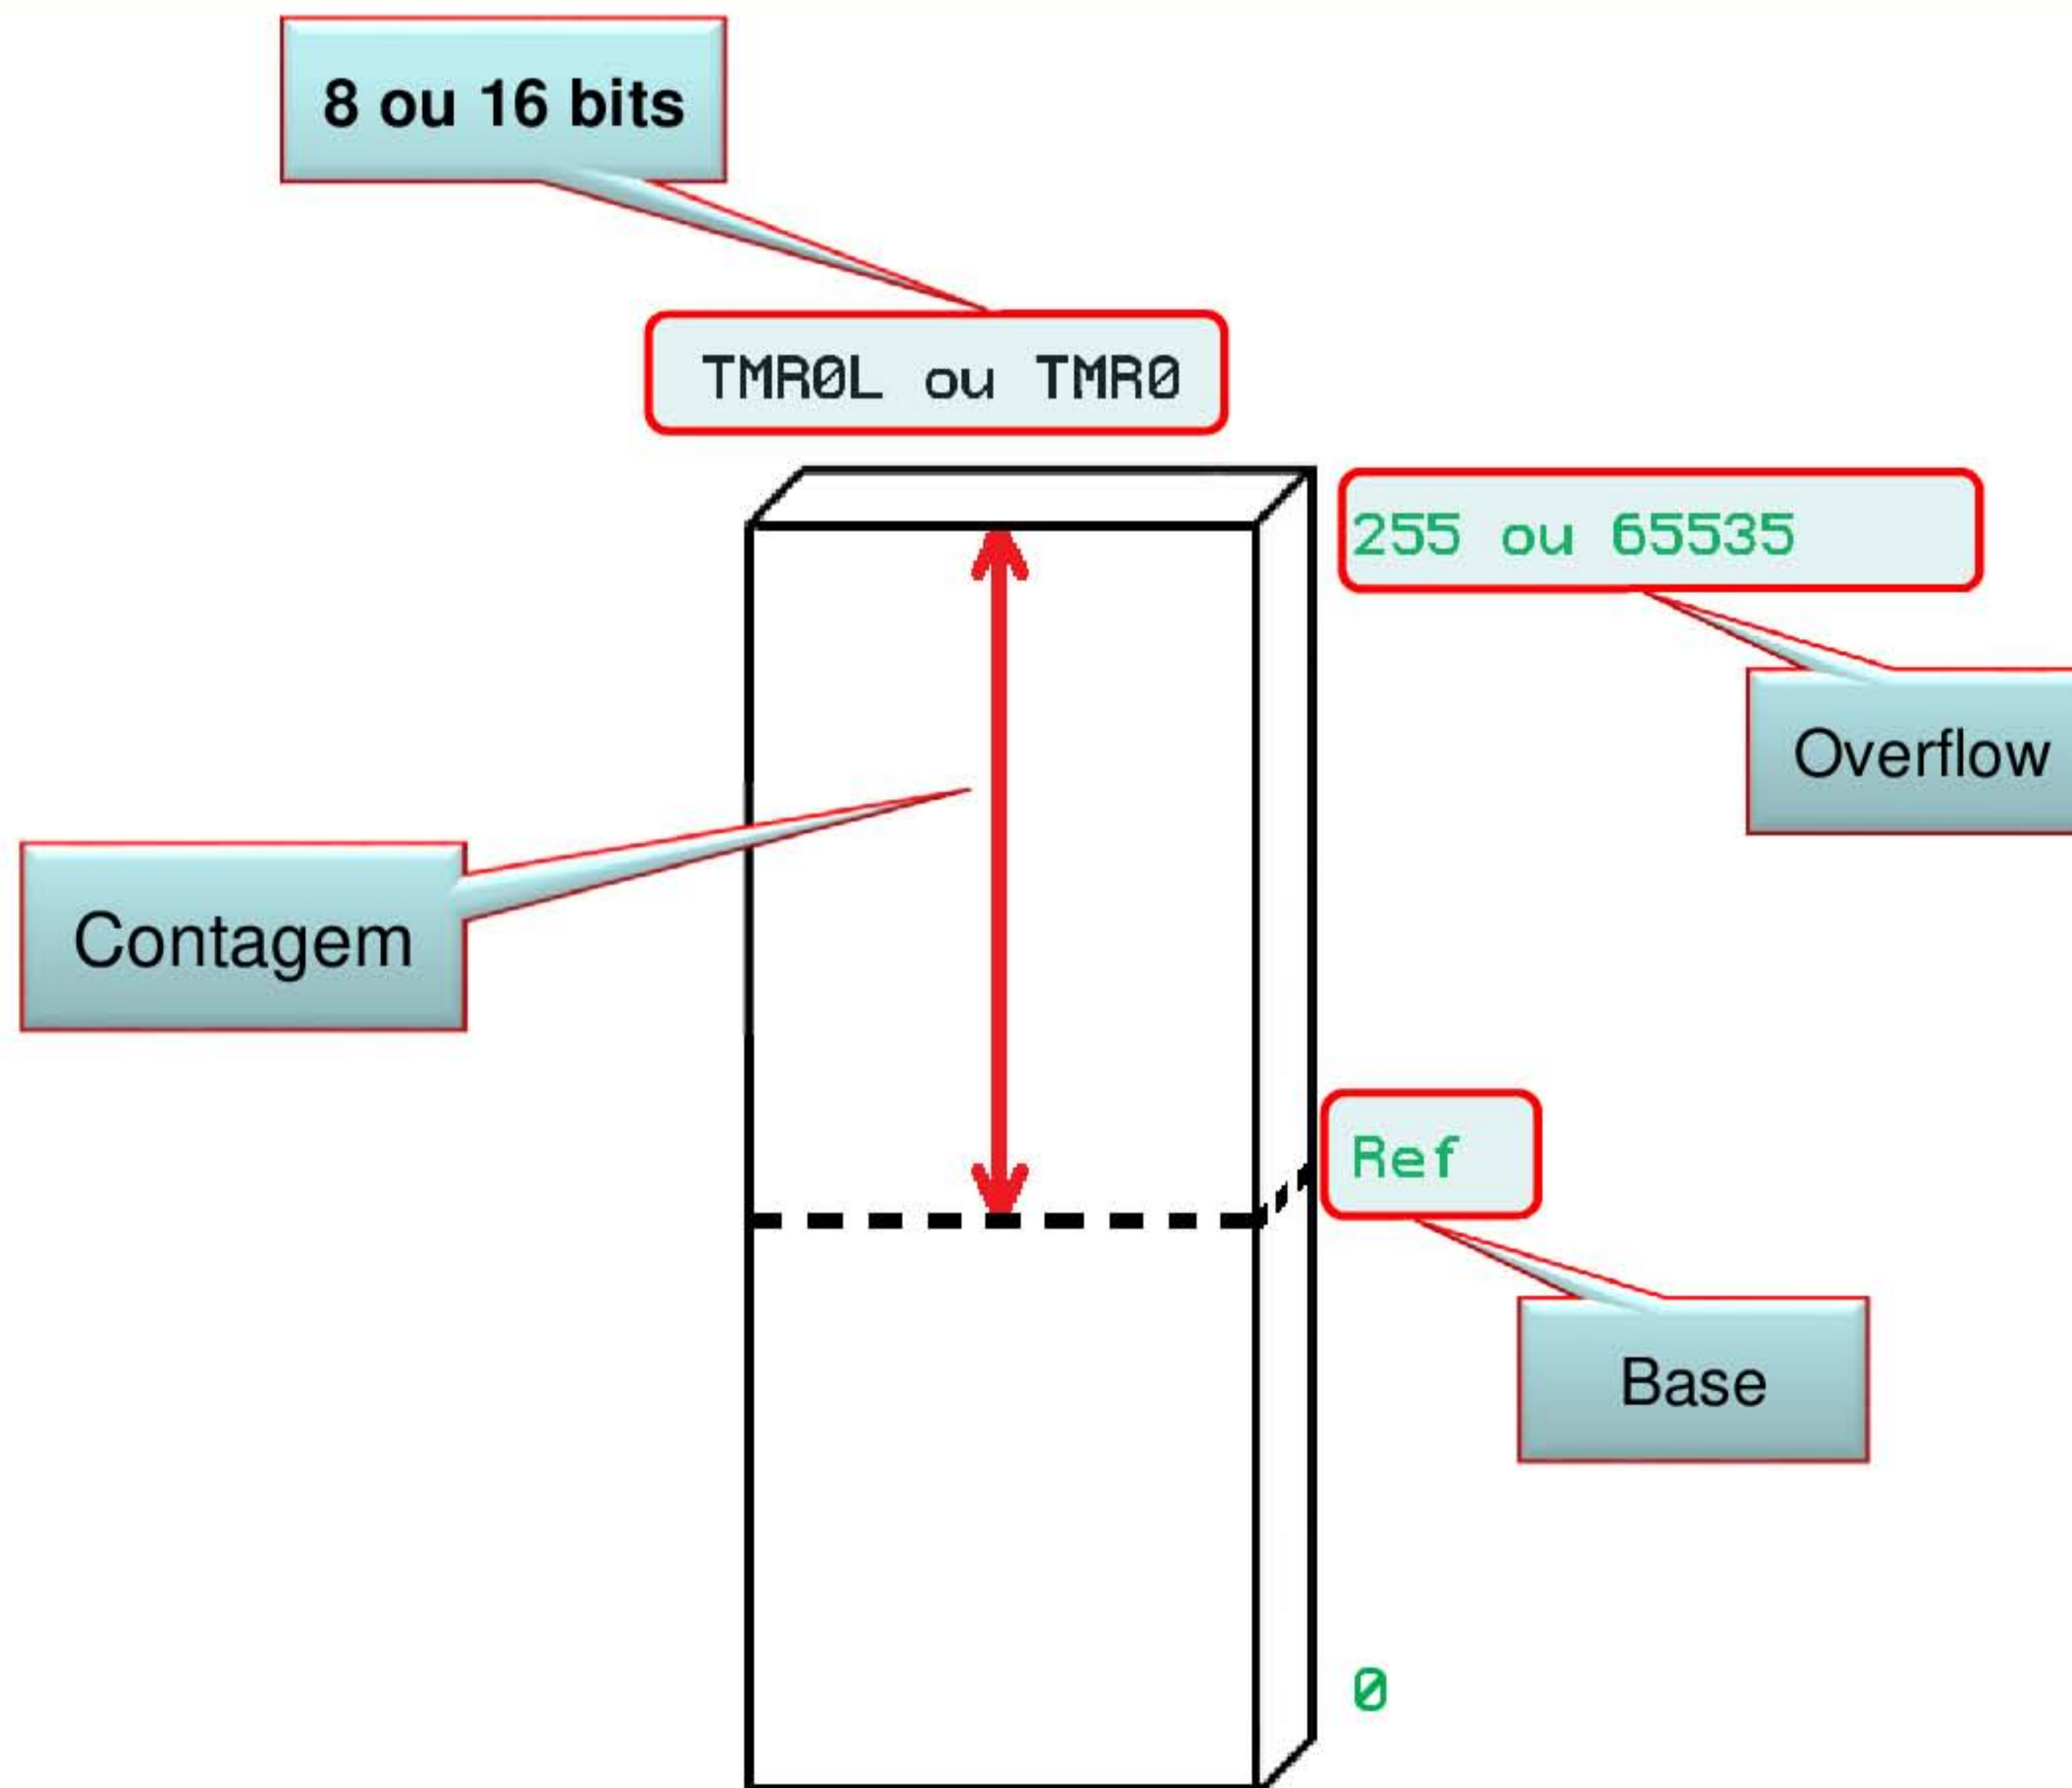 8 ou 16 bits
TMR0L ou TMR0
255 ou 65535
Overflow
Contagem
Ref
Base
0